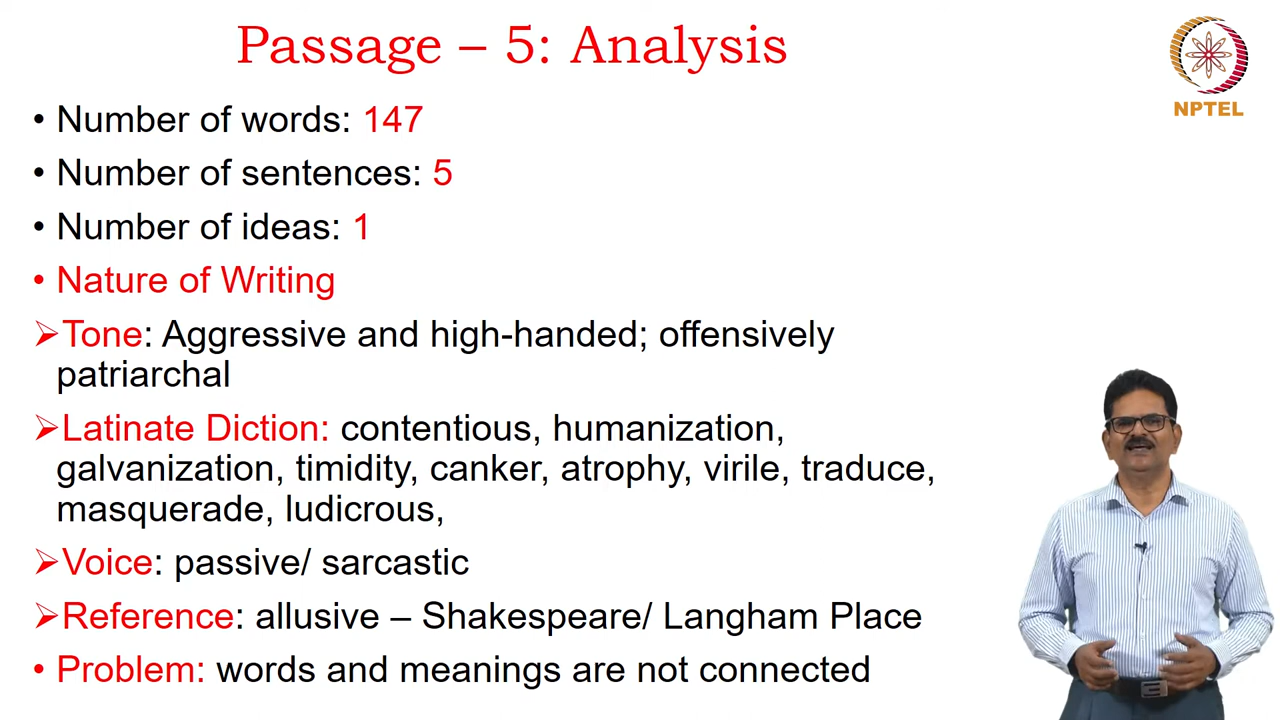 Passage – 5: Analysis
NPTEL
• Number of words: 147
• Number of sentences: 5
• Number of ideas: 1
• Nature of Writing
➢Tone: Aggressive and high-handed; offensively
patriarchal
➢Latinate Diction: contentious, humanization,
galvanization, timidity, canker, atrophy, virile, traduce,
masquerade, ludicrous,
➢Voice: passive/ sarcastic
➢Reference: allusive – Shakespeare/ Langham Place
• Problem: words and meanings are not connected